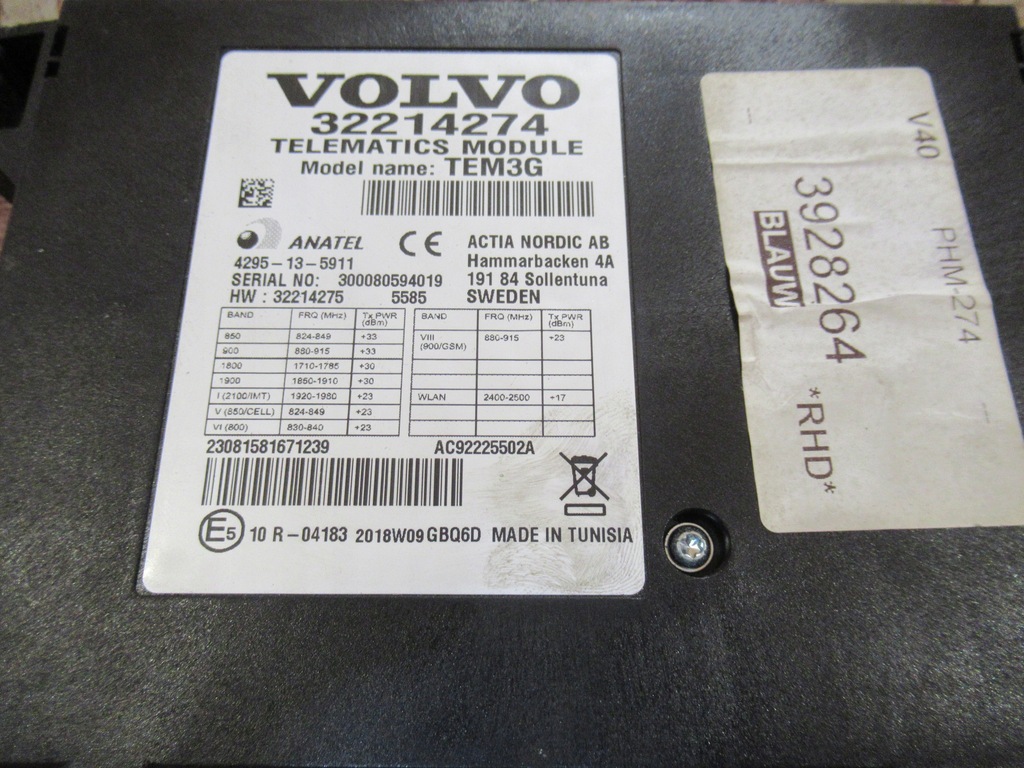 VOLVO
32214274
TELEMATICS MODULE
Model name: TEM3G
ANATEL
4295-13-5911
SERIAL NO: 300080594019
HW : 32214275 5585
ACTIA NORDIC AB
Hammarbacken 4A
191 84 Sollentuna
SWEDEN
BAND FRQ (MHz) Tx PWR (dBm)
850 824-849 +33
900 880-915 +33
1800 1710-1785 +30
1900 1850-1910 +30
I (2100/IMT) 1920-1980 +23
V (850/CELL) 824-849 +23
VI (800) 830-840 +23
BAND FRQ (MHz) Tx PWR (dBm)
VIII (900/GSM) 880-915 +23
WLAN 2400-2500 +17
23081581671239 AC92225502A
E5 10 R-04183 2018W09 GBQ6D MADE IN TUNISIA
V40 PHM-274
3928264 *RHD*
BLAUW